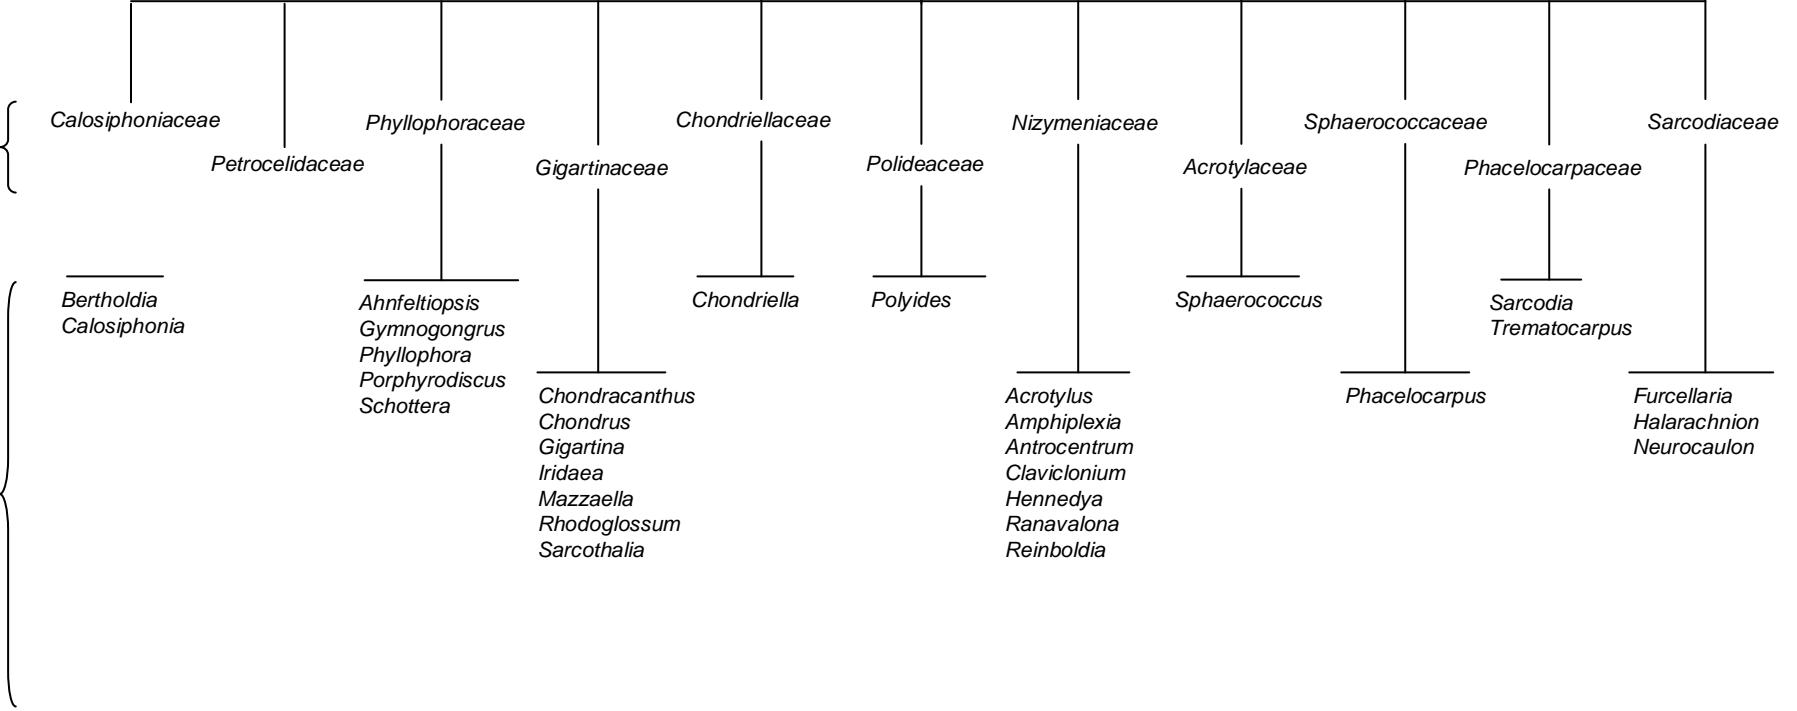 Calosiphoniaceae
Petrocelidaceae
Phyllophoraceae
Gigartinaceae
Chondriellaceae
Polideaceae
Nizymeniaceae
Acrotylaceae
Sphaerococcaceae
Phacelocarpaceae
Sarcodiaceae
Bertholdia
Calosiphonia
Ahnfeltiopsis
Gymnogongrus
Phyllophora
Porphyrodiscus
Schottera
Chondracanthus
Chondrus
Gigartina
Iridaea
Mazzaella
Rhodoglossum
Sarcothalia
Chondriella
Polyides
Acrotylus
Amphiplexia
Antrocentrum
Claviclonium
Hennedya
Ranavalona
Reinboldia
Sphaerococcus
Phacelocarpus
Sarcodia
Trematocarpus
Furcellaria
Halarachnion
Neurocaulon